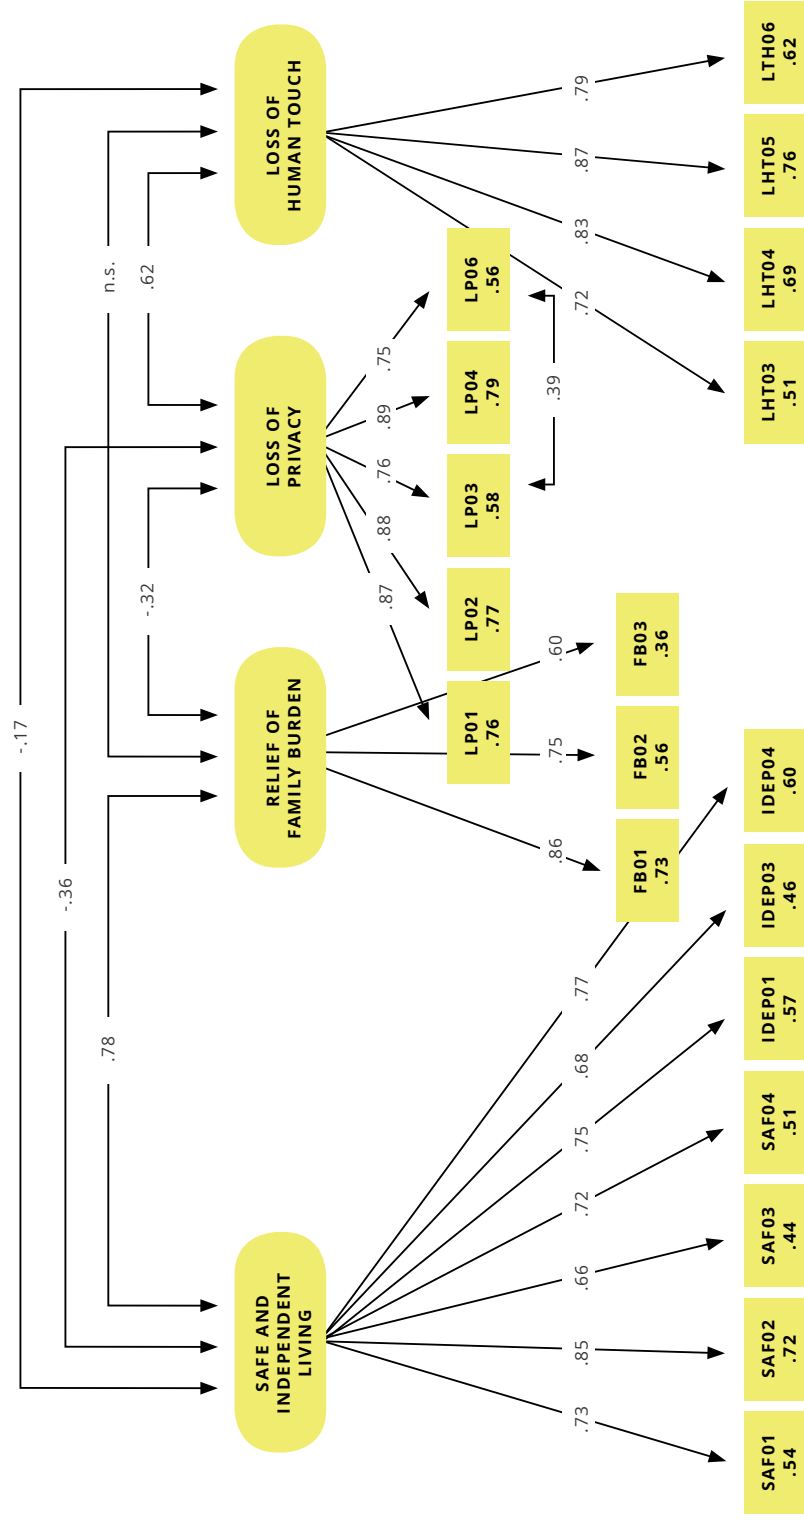 -.17
-.36
.78
n.s.
-.32
.62
SAFE AND
INDEPENDENT
LIVING
RELIEF OF
FAMILY BURDEN
LOSS OF
PRIVACY
LOSS OF
HUMAN TOUCH
.87
.88
.76
.89
.75
LP01
.76
LP02
.77
LP03
.58
LP04
.79
LP06
.56
.39
.86
.75
.60
FB01
.73
FB02
.56
FB03
.36
.73
.85
.66
.72
.75
.68
.77
.72
.83
.87
.79
SAF01
.54
SAF02
.72
SAF03
.44
SAF04
.51
IDEP01
.57
IDEP03
.46
IDEP04
.60
LHT03
.51
LHT04
.69
LHT05
.76
LTH06
.62